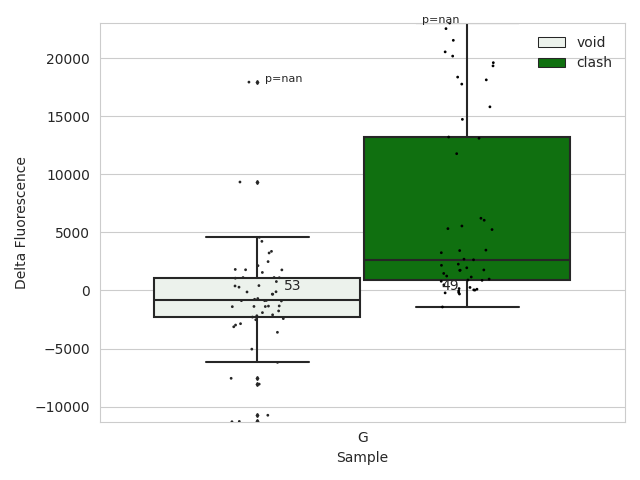 p=nan
20000
void
clash
p=nan
15000
10000
5000
53
49
0
−5000
−10000
Delta Fluorescence
G
Sample